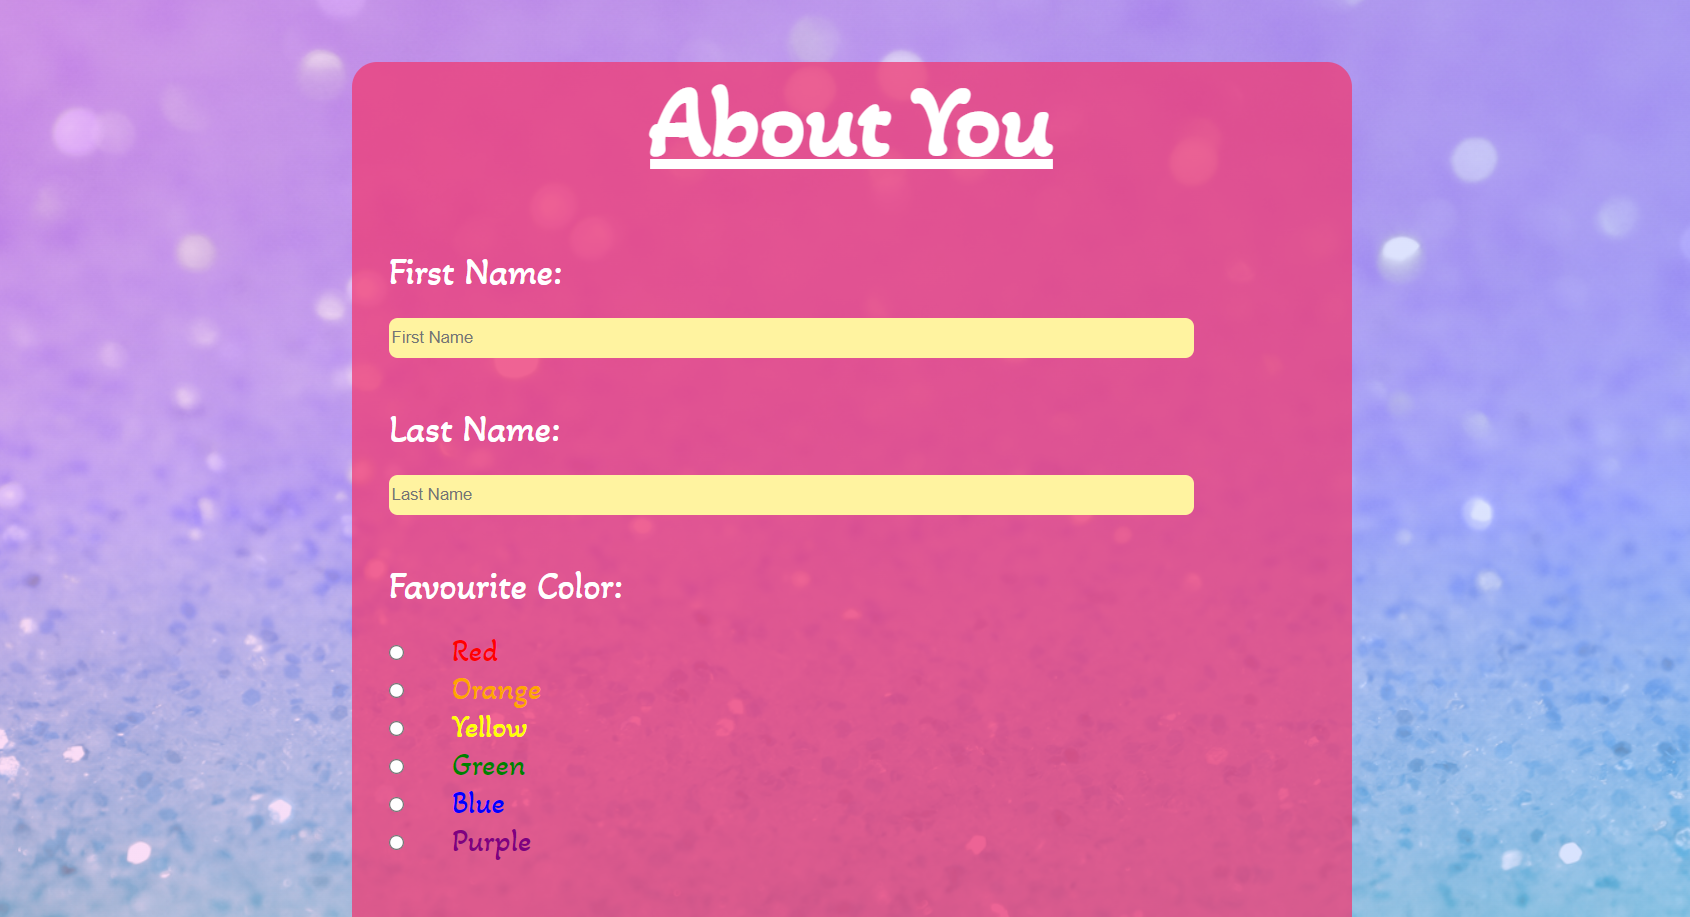 About You
First Name:
First Name
Last Name:
Last Name
Favourite Color:
Red
Orange
Yellow
Green
Blue
Purple